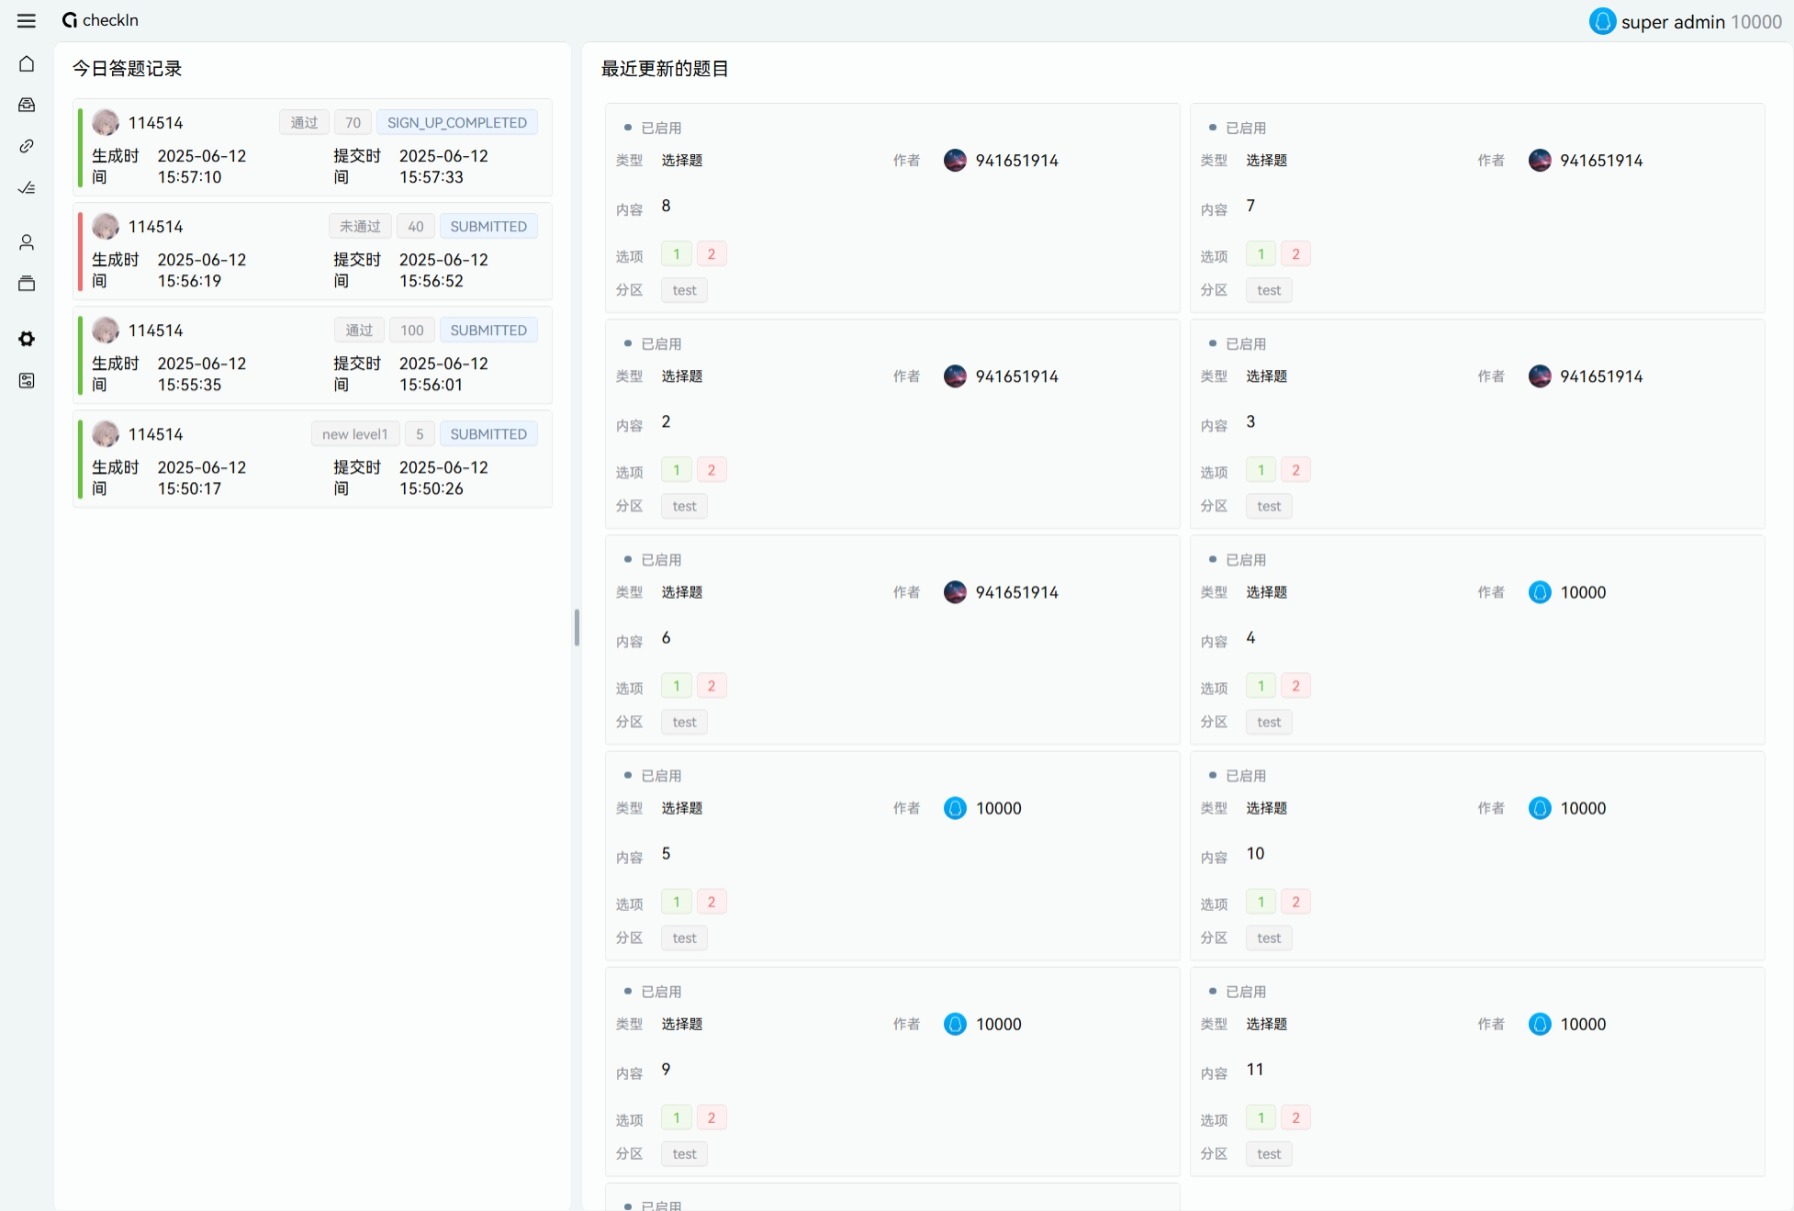 checkIn
super admin 10000
今日答题记录
114514 通过 70 SIGN_UP_COMPLETED
生成时间 2025-06-12 15:57:10 提交时间 2025-06-12 15:57:33
114514 未通过 40 SUBMITTED
生成时间 2025-06-12 15:56:19 提交时间 2025-06-12 15:56:52
114514 通过 100 SUBMITTED
生成时间 2025-06-12 15:55:35 提交时间 2025-06-12 15:56:01
114514 new level1 5 SUBMITTED
生成时间 2025-06-12 15:50:17 提交时间 2025-06-12 15:50:26
最近更新的题目
已启用
类型 选择题 作者 941651914
内容 8
选项 1 2
分区 test
已启用
类型 选择题 作者 941651914
内容 7
选项 1 2
分区 test
已启用
类型 选择题 作者 941651914
内容 2
选项 1 2
分区 test
已启用
类型 选择题 作者 941651914
内容 3
选项 1 2
分区 test
已启用
类型 选择题 作者 941651914
内容 6
选项 1 2
分区 test
已启用
类型 选择题 作者 10000
内容 4
选项 1 2
分区 test
已启用
类型 选择题 作者 10000
内容 5
选项 1 2
分区 test
已启用
类型 选择题 作者 10000
内容 10
选项 1 2
分区 test
已启用
类型 选择题 作者 10000
内容 9
选项 1 2
分区 test
已启用
类型 选择题 作者 10000
内容 11
选项 1 2
分区 test
已启用